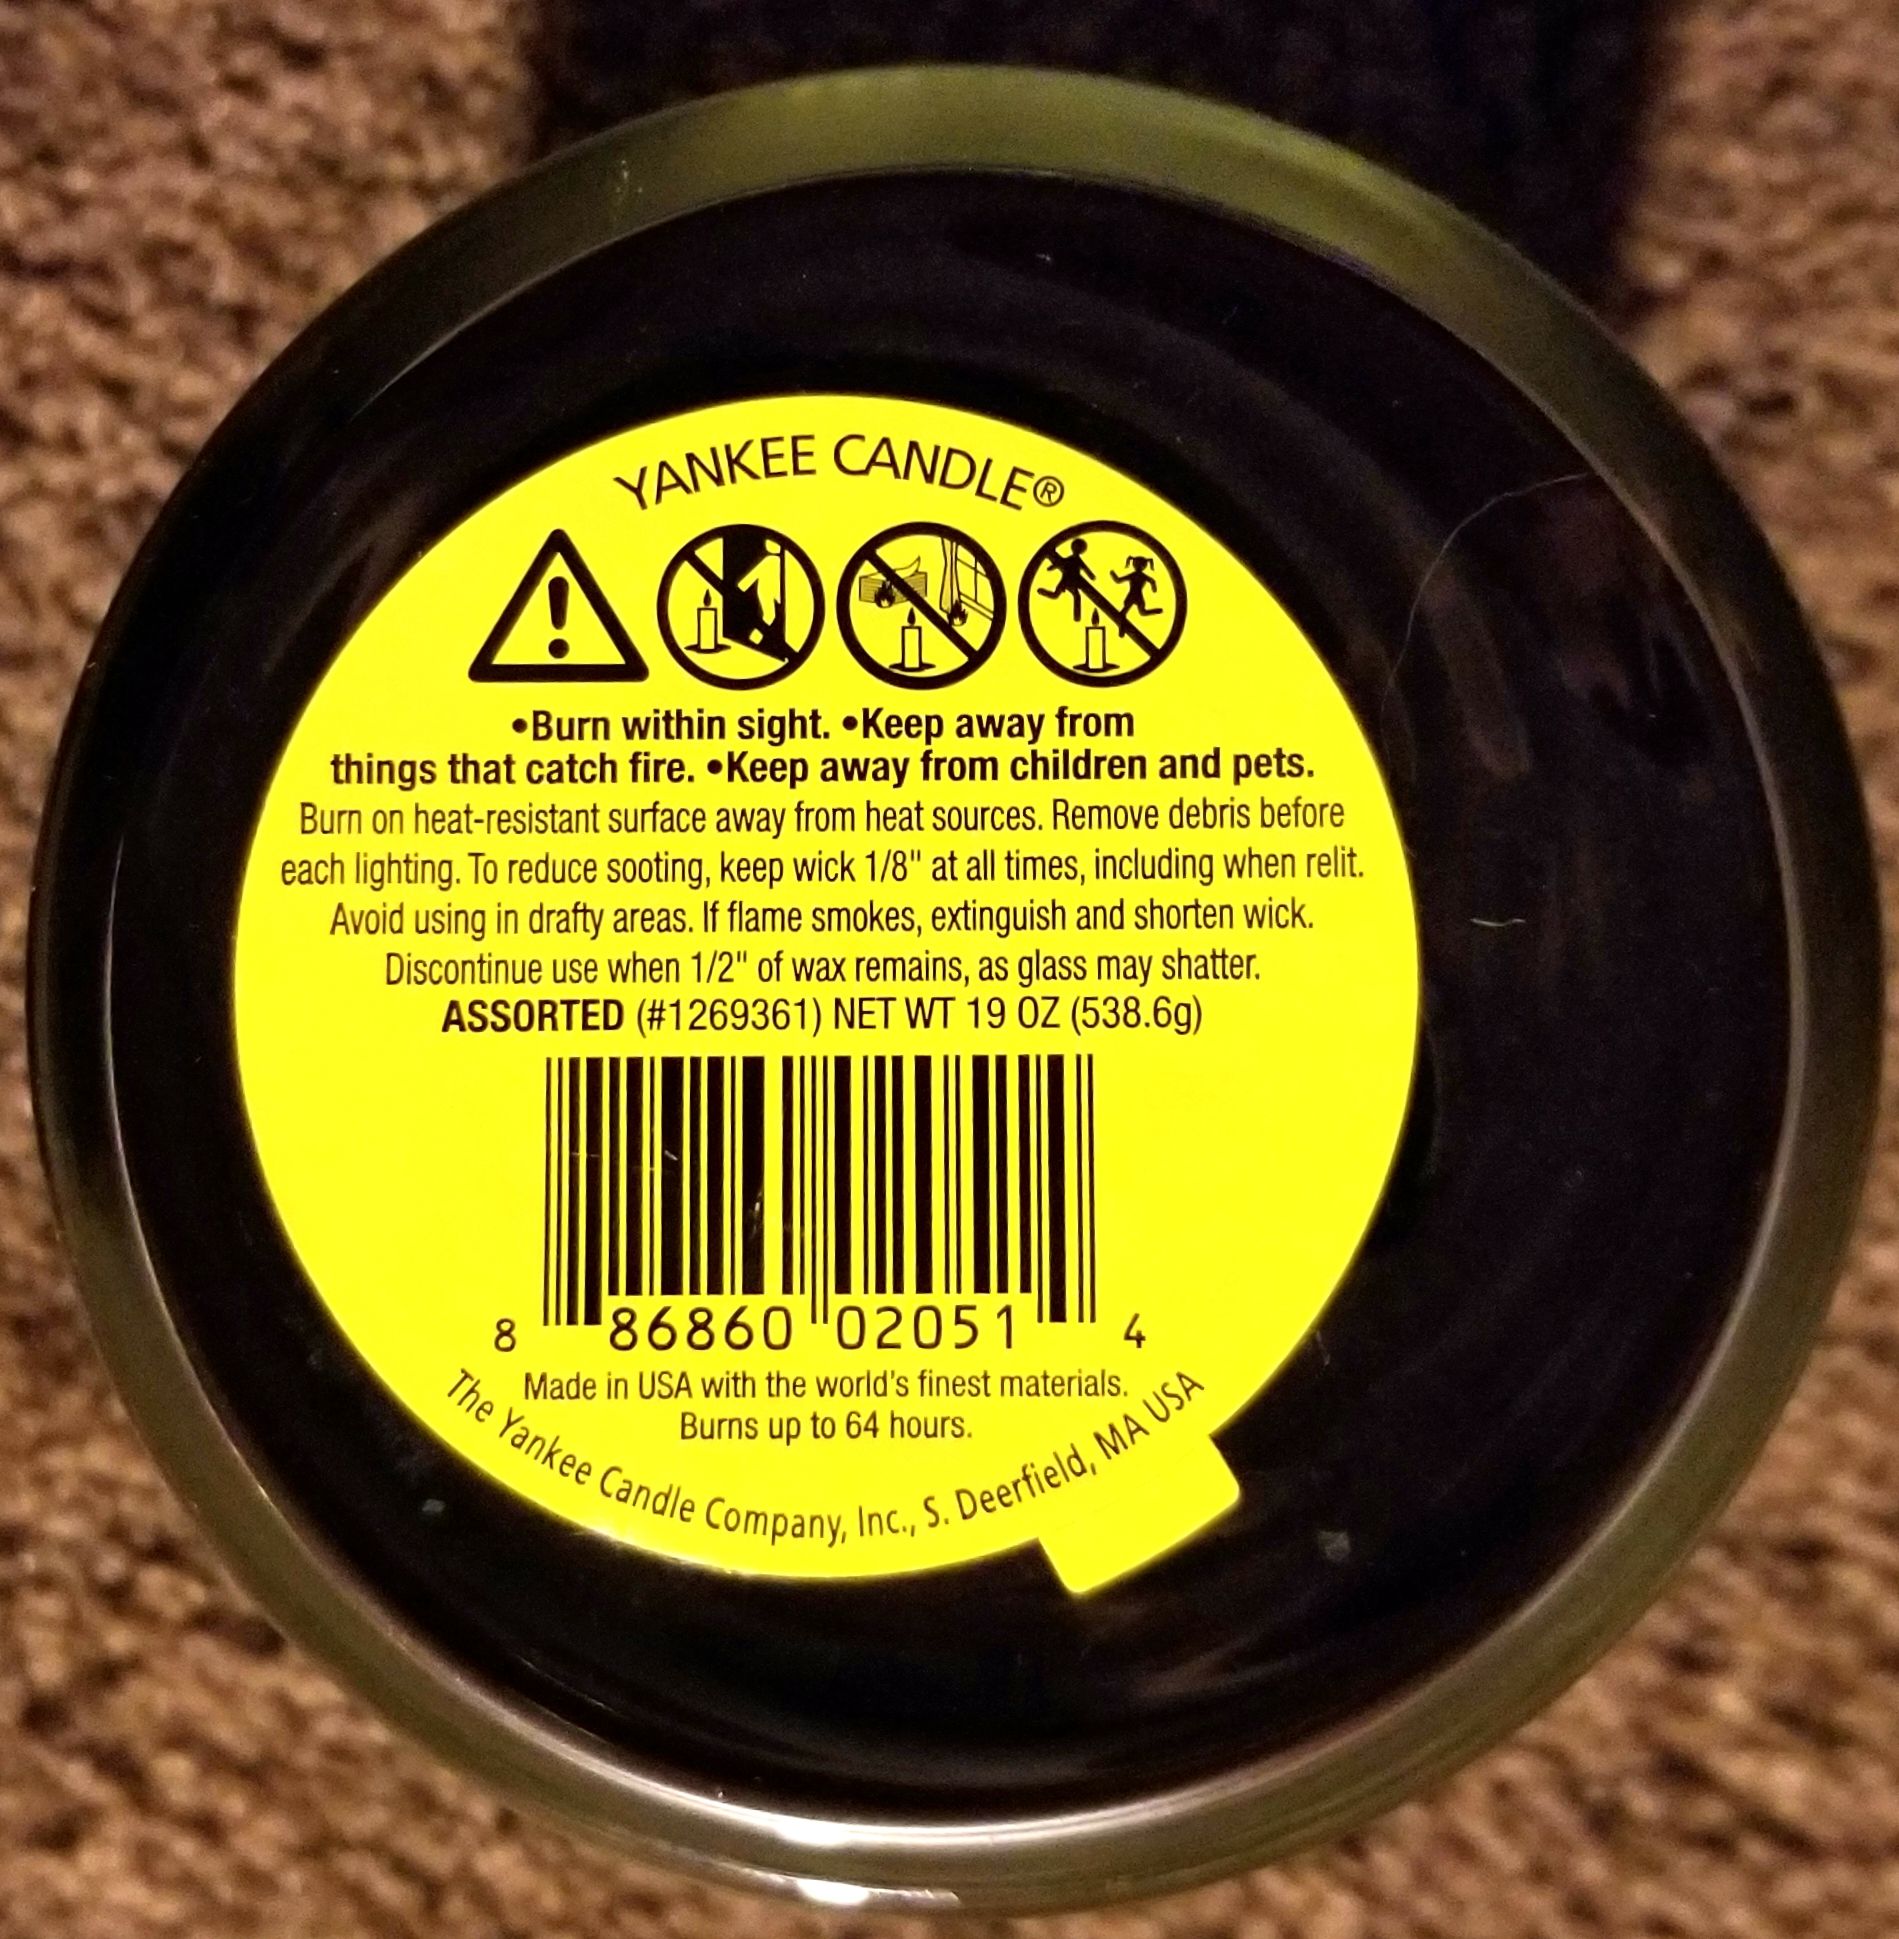 YANKEE CANDLE®
•Burn within sight. •Keep away from
things that catch fire. •Keep away from children and pets.
Burn on heat-resistant surface away from heat sources. Remove debris before
each lighting. To reduce sooting, keep wick 1/8" at all times, including when relit.
Avoid using in drafty areas. If flame smokes, extinguish and shorten wick.
Discontinue use when 1/2" of wax remains, as glass may shatter.
ASSORTED (#1269361) NET WT 19 OZ (538.6g)
8 86860 02051 4
Made in USA with the world's finest materials.
Burns up to 64 hours.
The Yankee Candle Company, Inc., S. Deerfield, MA USA